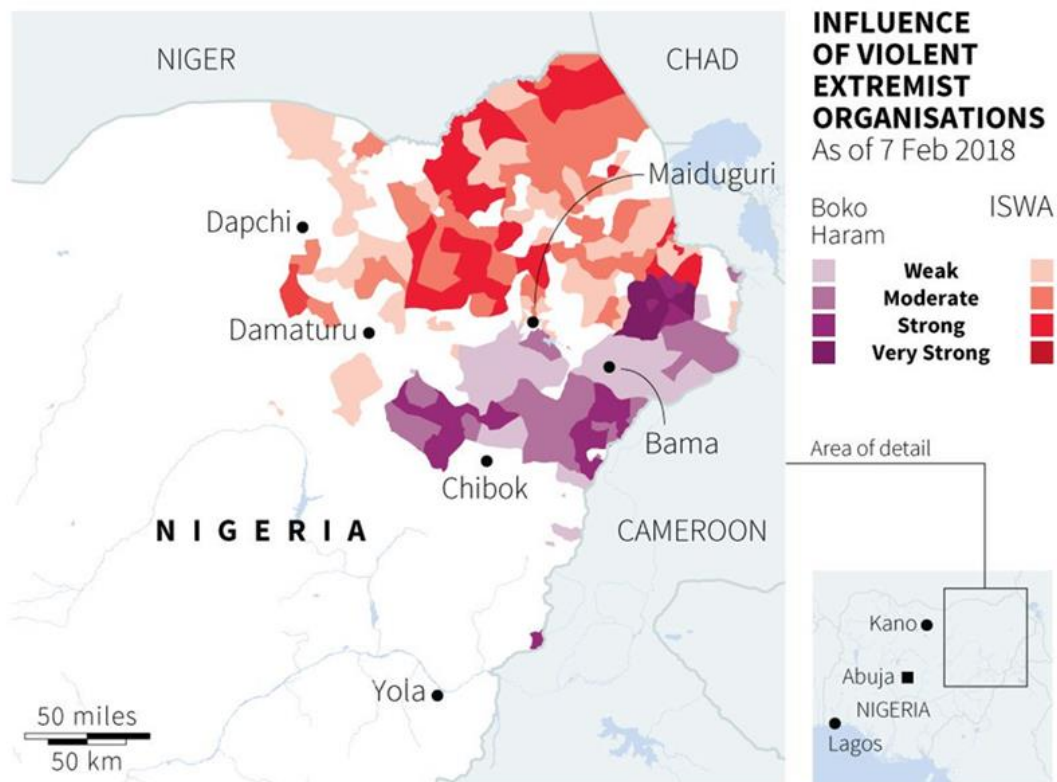 INFLUENCE
OF VIOLENT
EXTREMIST
ORGANISATIONS
As of 7 Feb 2018
Boko
Haram
ISWA
Weak
Moderate
Strong
Very Strong
NIGER
CHAD
Maiduguri
Dapchi
Damaturu
Bama
Chibok
NIGERIA
CAMEROON
Yola
50 miles
50 km
Area of detail
Kano
Abuja
NIGERIA
Lagos